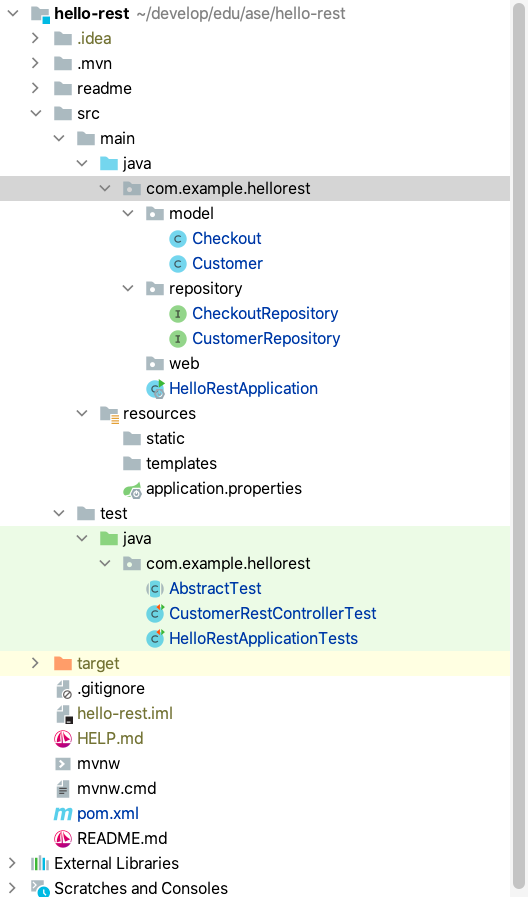 hello-rest ~/develop/edu/ase/hello-rest
.idea
.mvn
readme
src
main
java
com.example.hellorest
model
Checkout
Customer
repository
CheckoutRepository
CustomerRepository
web
HelloRestApplication
resources
static
templates
application.properties
test
java
com.example.hellorest
AbstractTest
CustomerRestControllerTest
HelloRestApplicationTests
target
.gitignore
hello-rest.iml
HELP.md
mvnw
mvnw.cmd
pom.xml
README.md
External Libraries
Scratches and Consoles